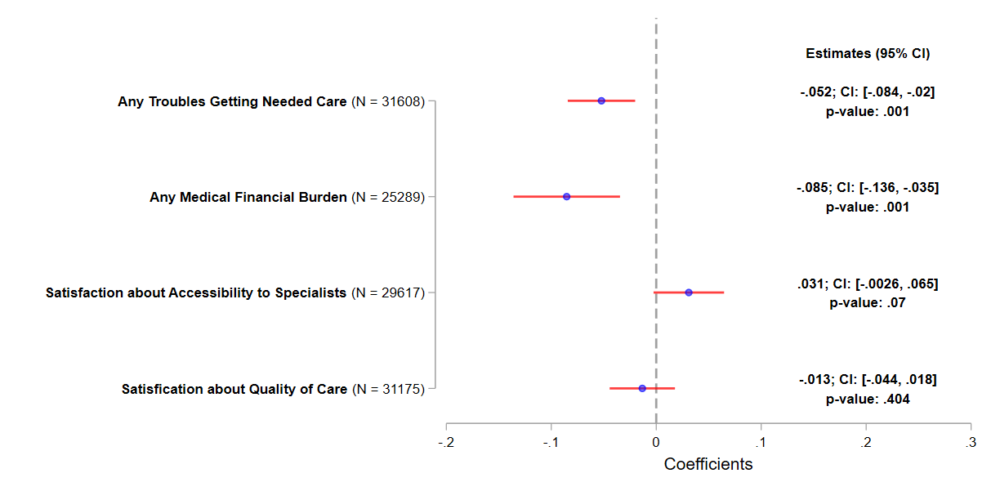 Estimates (95% CI)
Any Troubles Getting Needed Care (N = 31608)
-.052; CI: [-.084, -.02]
p-value: .001
Any Medical Financial Burden (N = 25289)
-.085; CI: [-.136, -.035]
p-value: .001
Satisfaction about Accessibility to Specialists (N = 29617)
.031; CI: [-.0026, .065]
p-value: .07
Satisfication about Quality of Care (N = 31175)
-.013; CI: [-.044, .018]
p-value: .404
-.2 -.1 0 .1 .2 .3
Coefficients